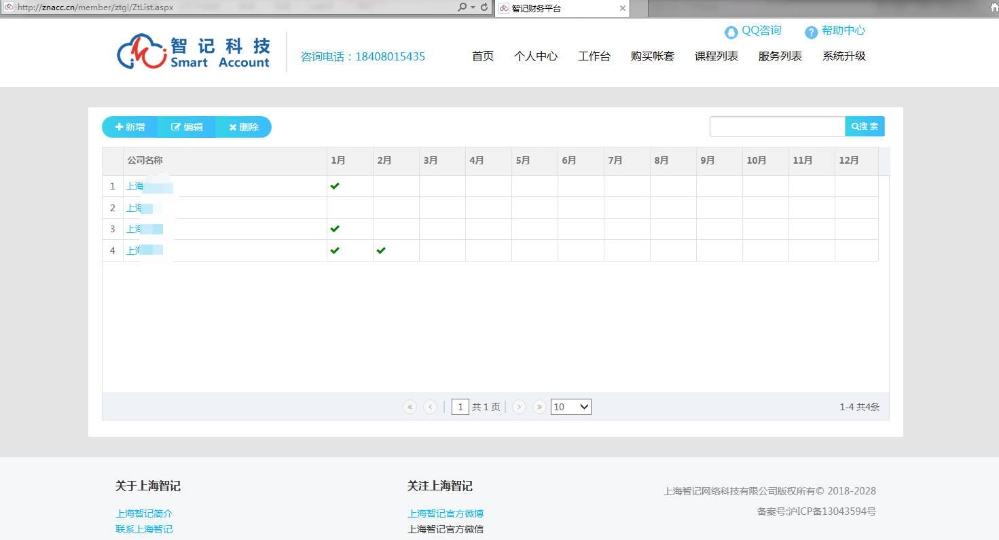 http://znacc.cn/member/ztgl/ZtList.aspx
智记财务平台
QQ咨询 帮助中心
智记科技
Smart Account
咨询电话：18408015435
首页 个人中心 工作台 购买帐套 课程列表 服务列表 系统升级
新增 编辑 删除 搜索
公司名称 1月 2月 3月 4月 5月 6月 7月 8月 9月 10月 11月 12月
1 上海
2 上海
3 上海
4 上海
1 共1页 10 1-4 共4条
关于上海智记
上海智记简介
联系上海智记
关注上海智记
上海智记官方微博
上海智记官方微信
上海智记网络科技有限公司版权所有© 2018-2028
备案号:沪ICP备13043594号